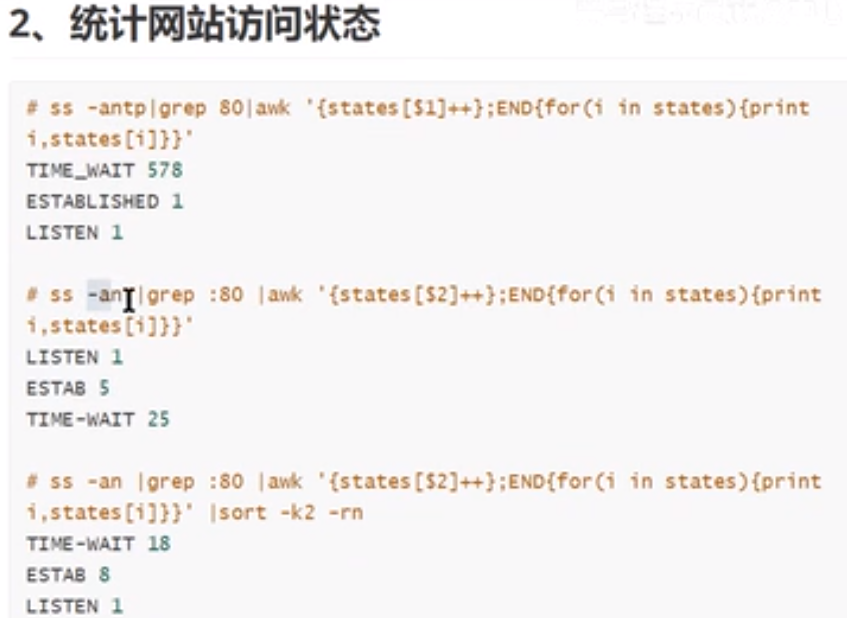 2、统计网站访问状态
# ss -antp|grep 80|awk '{states[$1]++};END{for(i in states){print
i,states[i]}}'
TIME_WAIT 578
ESTABLISHED 1
LISTEN 1
# ss -an |grep :80 |awk '{states[$2]++};END{for(i in states){print
i,states[i]}}'
LISTEN 1
ESTAB 5
TIME-WAIT 25
# ss -an |grep :80 |awk '{states[$2]++};END{for(i in states){print
i,states[i]}}' |sort -k2 -rn
TIME-WAIT 18
ESTAB 8
LISTEN 1